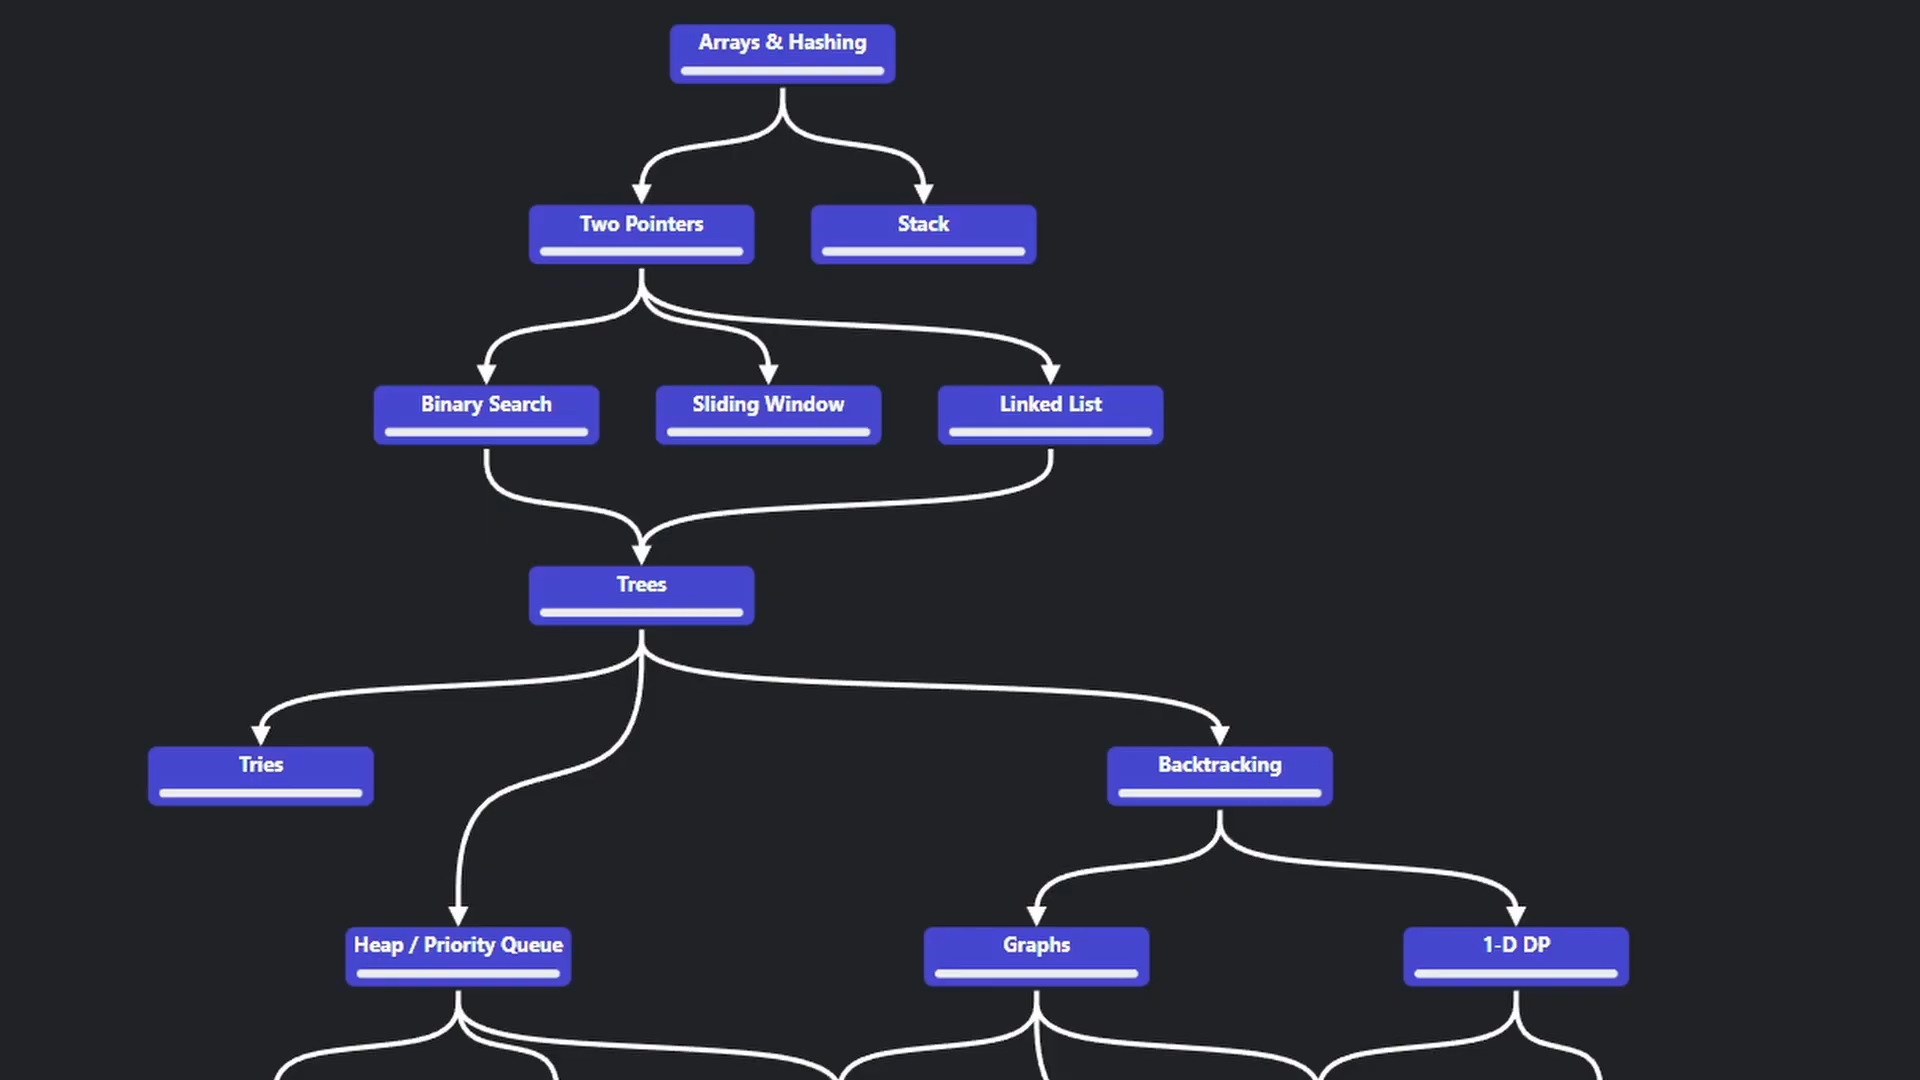 Arrays & Hashing
Two Pointers
Stack
Binary Search
Sliding Window
Linked List
Trees
Tries
Backtracking
Heap / Priority Queue
Graphs
1-D DP